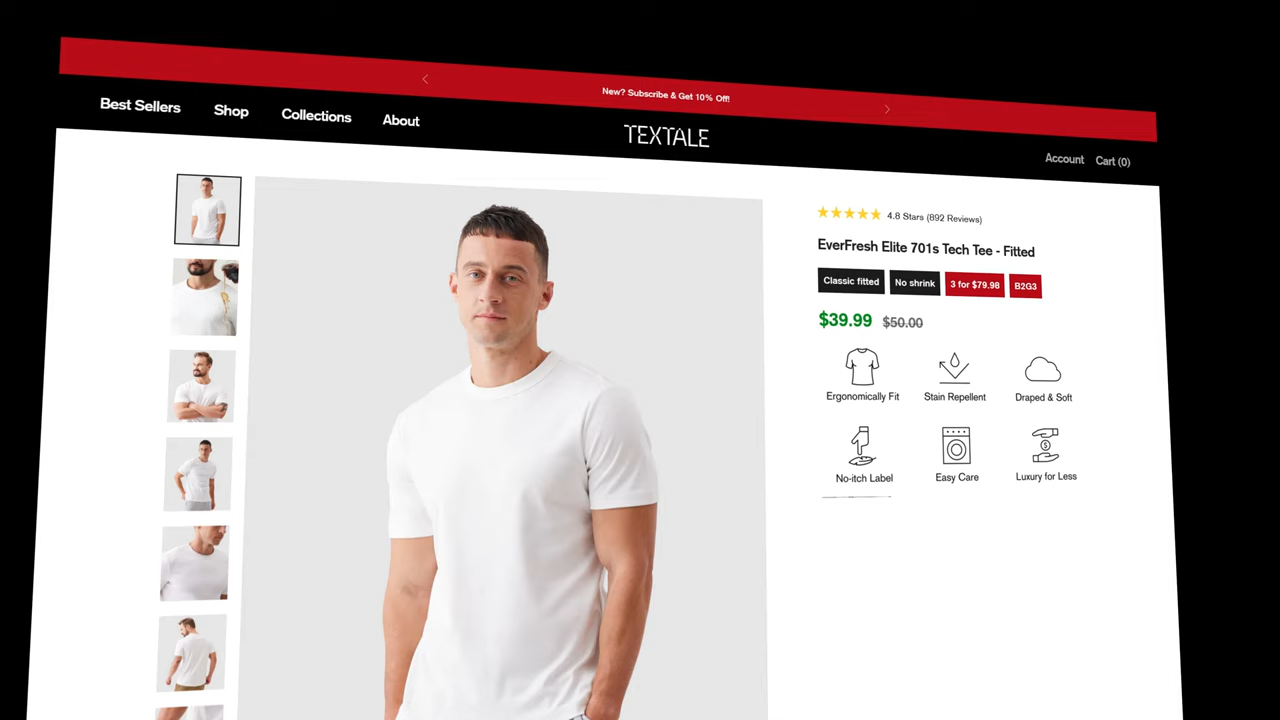 New? Subscribe & Get 10% Off!
Best Sellers Shop Collections About
TEXTALE
Account Cart (0)
4.8 Stars (892 Reviews)
EverFresh Elite 701s Tech Tee - Fitted
Classic fitted No shrink 3 for $79.98 B2G3
$39.99 $50.00
Ergonomically Fit Stain Repellent Draped & Soft
No-itch Label Easy Care Luxury for Less